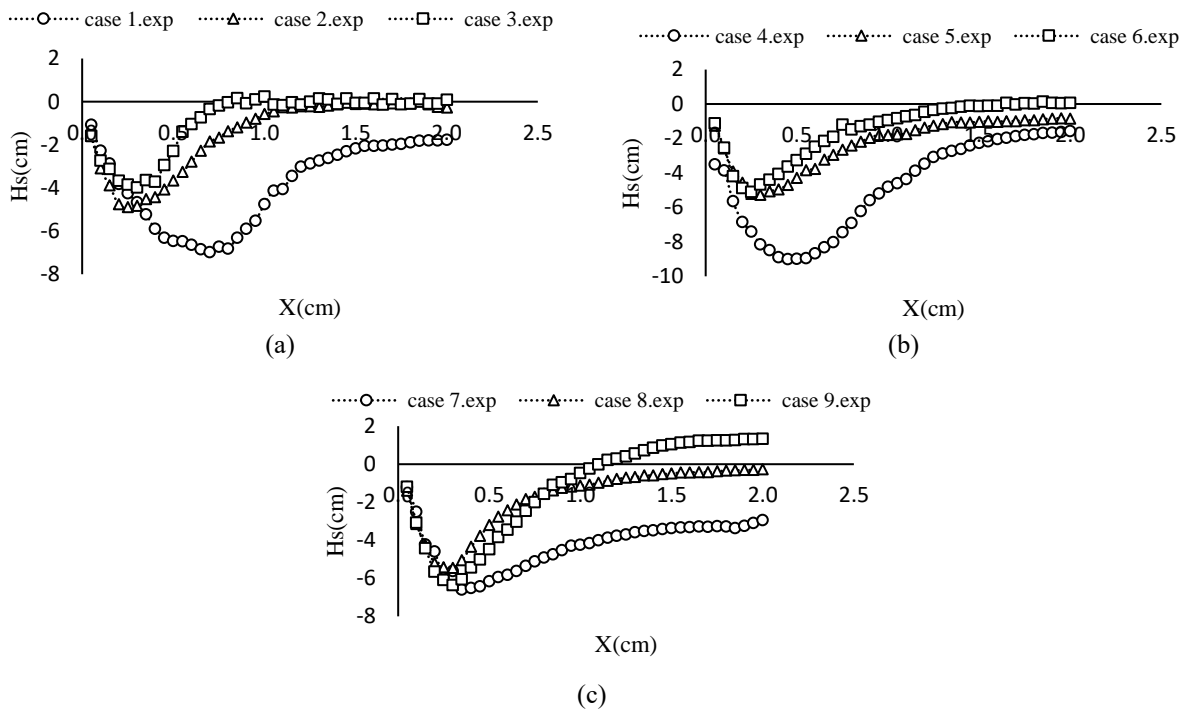 case 1.exp case 2.exp case 3.exp
2
0
-2
-4
-6
-8
0 0.5 1.0 1.5 2.0 2.5
Hs(cm)
X(cm)
(a)
case 4.exp case 5.exp case 6.exp
2
0
-2
-4
-6
-8
-10
0 0.5 1.0 1.5 2.0 2.5
Hs(cm)
X(cm)
(b)
case 7.exp case 8.exp case 9.exp
2
0
-2
-4
-6
-8
0 0.5 1.0 1.5 2.0 2.5
Hs(cm)
X(cm)
(c)